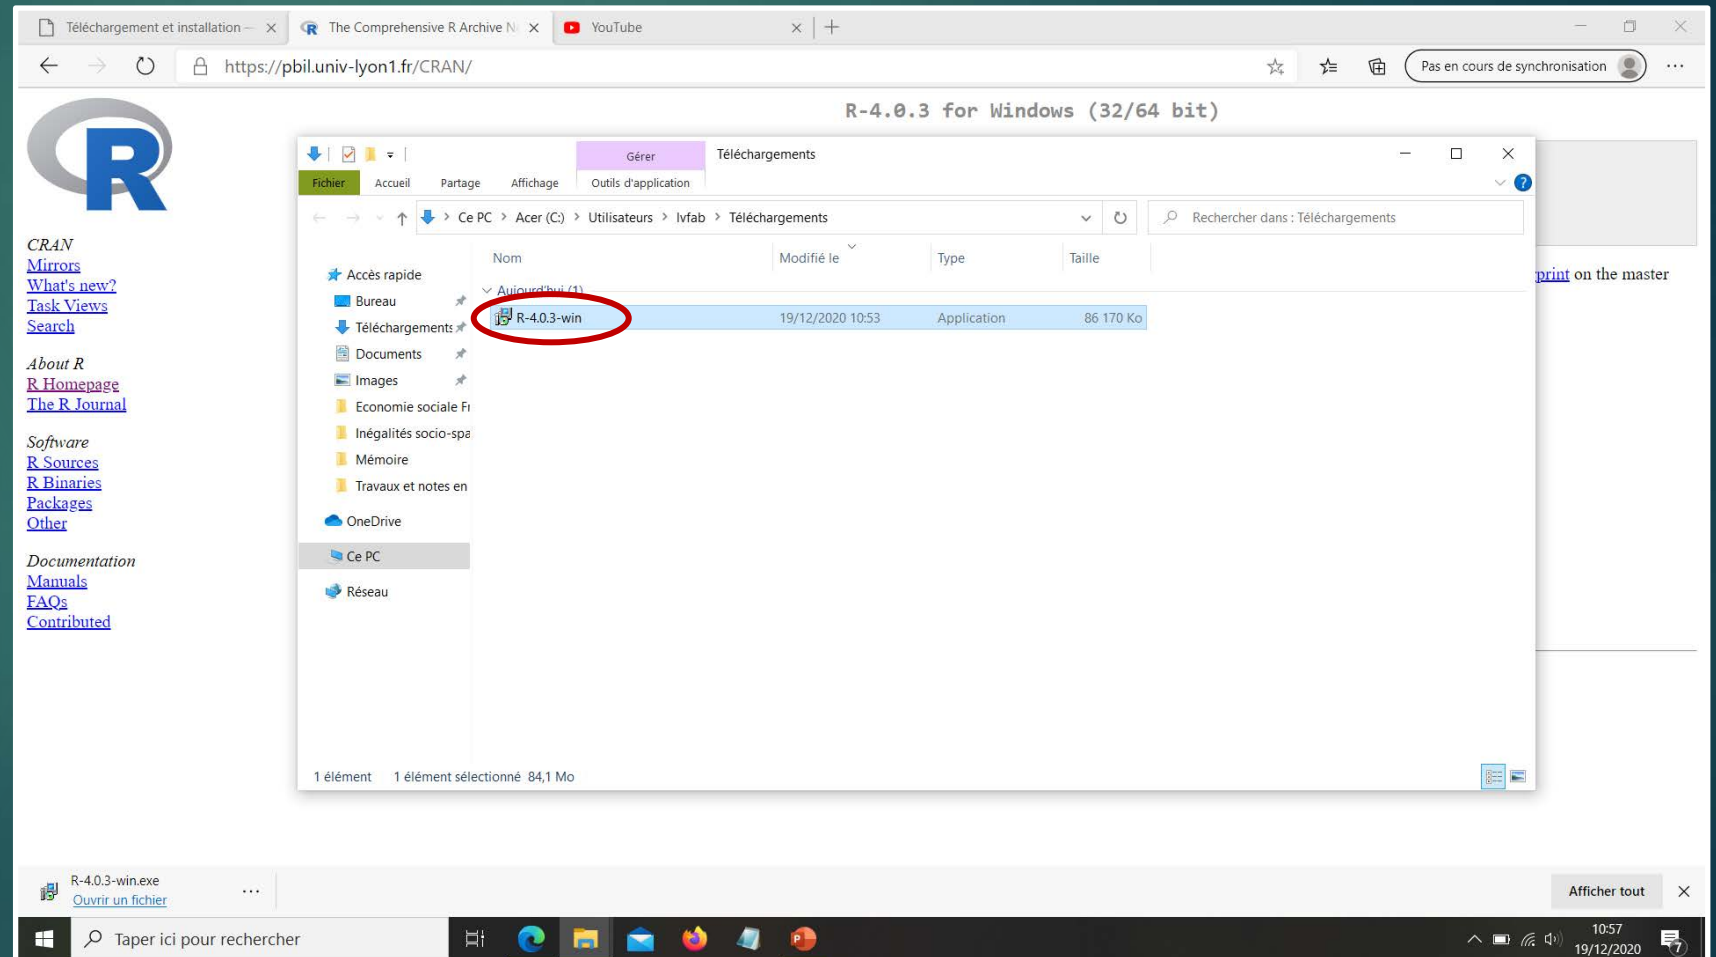 Téléchargement et installation –
The Comprehensive R Archive N
YouTube
https://pbil.univ-lyon1.fr/CRAN/
Pas en cours de synchronisation
R
R-4.0.3 for Windows (32/64 bit)
Gérer
Téléchargements
Fichier
Accueil
Partage
Affichage
Outils d'application
?
Ce PC > Acer (C:) > Utilisateurs > lvfab > Téléchargements
Rechercher dans : Téléchargements
CRAN
Mirrors
What's new?
Task Views
Search
About R
R Homepage
The R Journal
Software
R Sources
R Binaries
Packages
Other
Documentation
Manuals
FAQs
Contributed
Accès rapide
Bureau
Téléchargements
Documents
Images
Economie sociale Fr
Inégalités socio-spa
Mémoire
Travaux et notes en
OneDrive
Ce PC
Réseau
Nom
Modifié le
Type
Taille
Aujourd'hui (1)
R-4.0.3-win
19/12/2020 10:53
Application
86 170 Ko
print on the master
1 élément
1 élément sélectionné 84,1 Mo
R-4.0.3-win.exe
Ouvrir un fichier
Afficher tout
Taper ici pour rechercher
10:57
19/12/2020
7